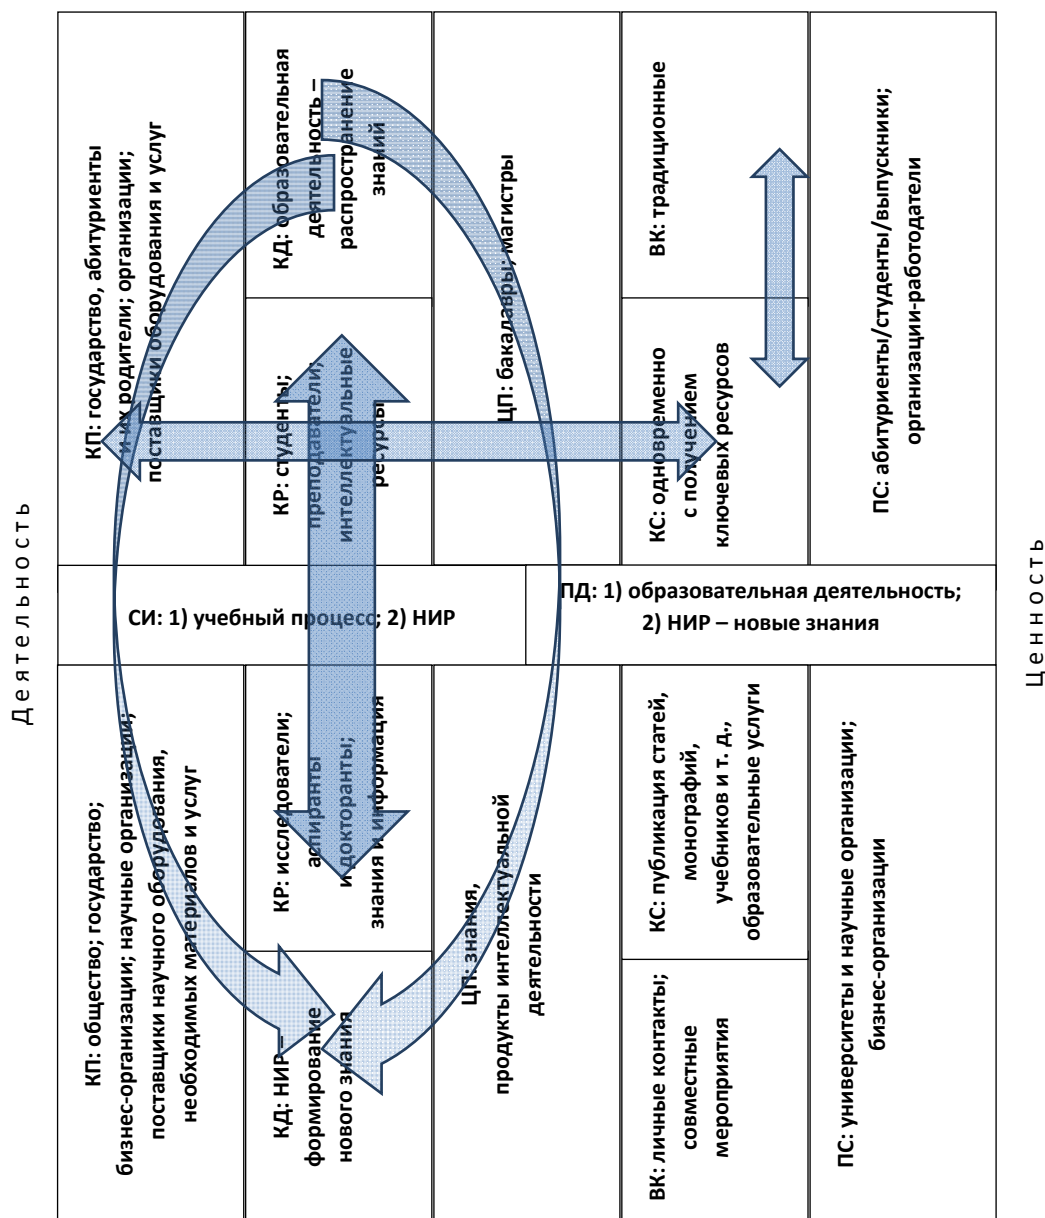 Деятельность
КП: государство, абитуриенты
и их родители; организации;
поставщики оборудования и услуг
КД: образовательная
деятельность –
распространение
знаний
КР: студенты;
преподаватели;
интеллектуальные
ресурсы
ЦП: бакалавры; магистры
ВК: традиционные
КС: одновременно
с получением
ключевых ресурсов
ПС: абитуриенты/студенты/выпускники;
организации-работодатели
СИ: 1) учебный процесс; 2) НИР
ПД: 1) образовательная деятельность;
2) НИР – новые знания
КП: общество; государство;
бизнес-организации; научные организации;
поставщики научного оборудования,
необходимых материалов и услуг
КР: исследователи;
аспиранты
и докторанты;
знания и информация
КД: НИР –
формирование
нового знания
ЦП: знания,
продукты интеллектуальной
деятельности
КС: публикация статей,
монографий,
учебников и т. д.,
образовательные услуги
ВК: личные контакты;
совместные
мероприятия
ПС: университеты и научные организации;
бизнес-организации
Ценность